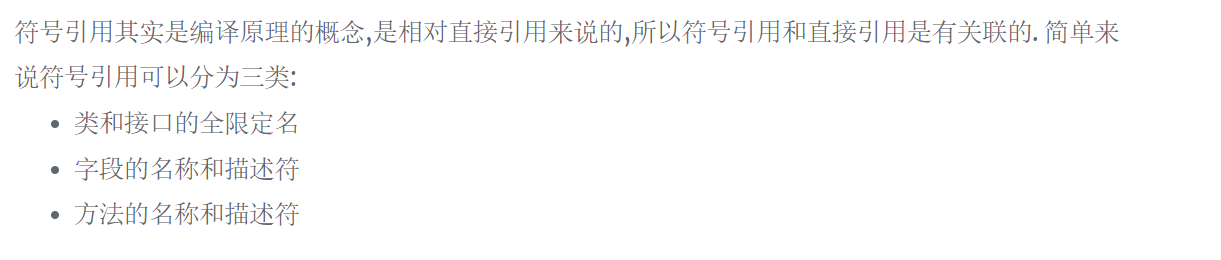 符号引用其实是编译原理的概念,是相对直接引用来说的,所以符号引用和直接引用是有关联的. 简单来
说符号引用可以分为三类:
• 类和接口的全限定名
• 字段的名称和描述符
• 方法的名称和描述符